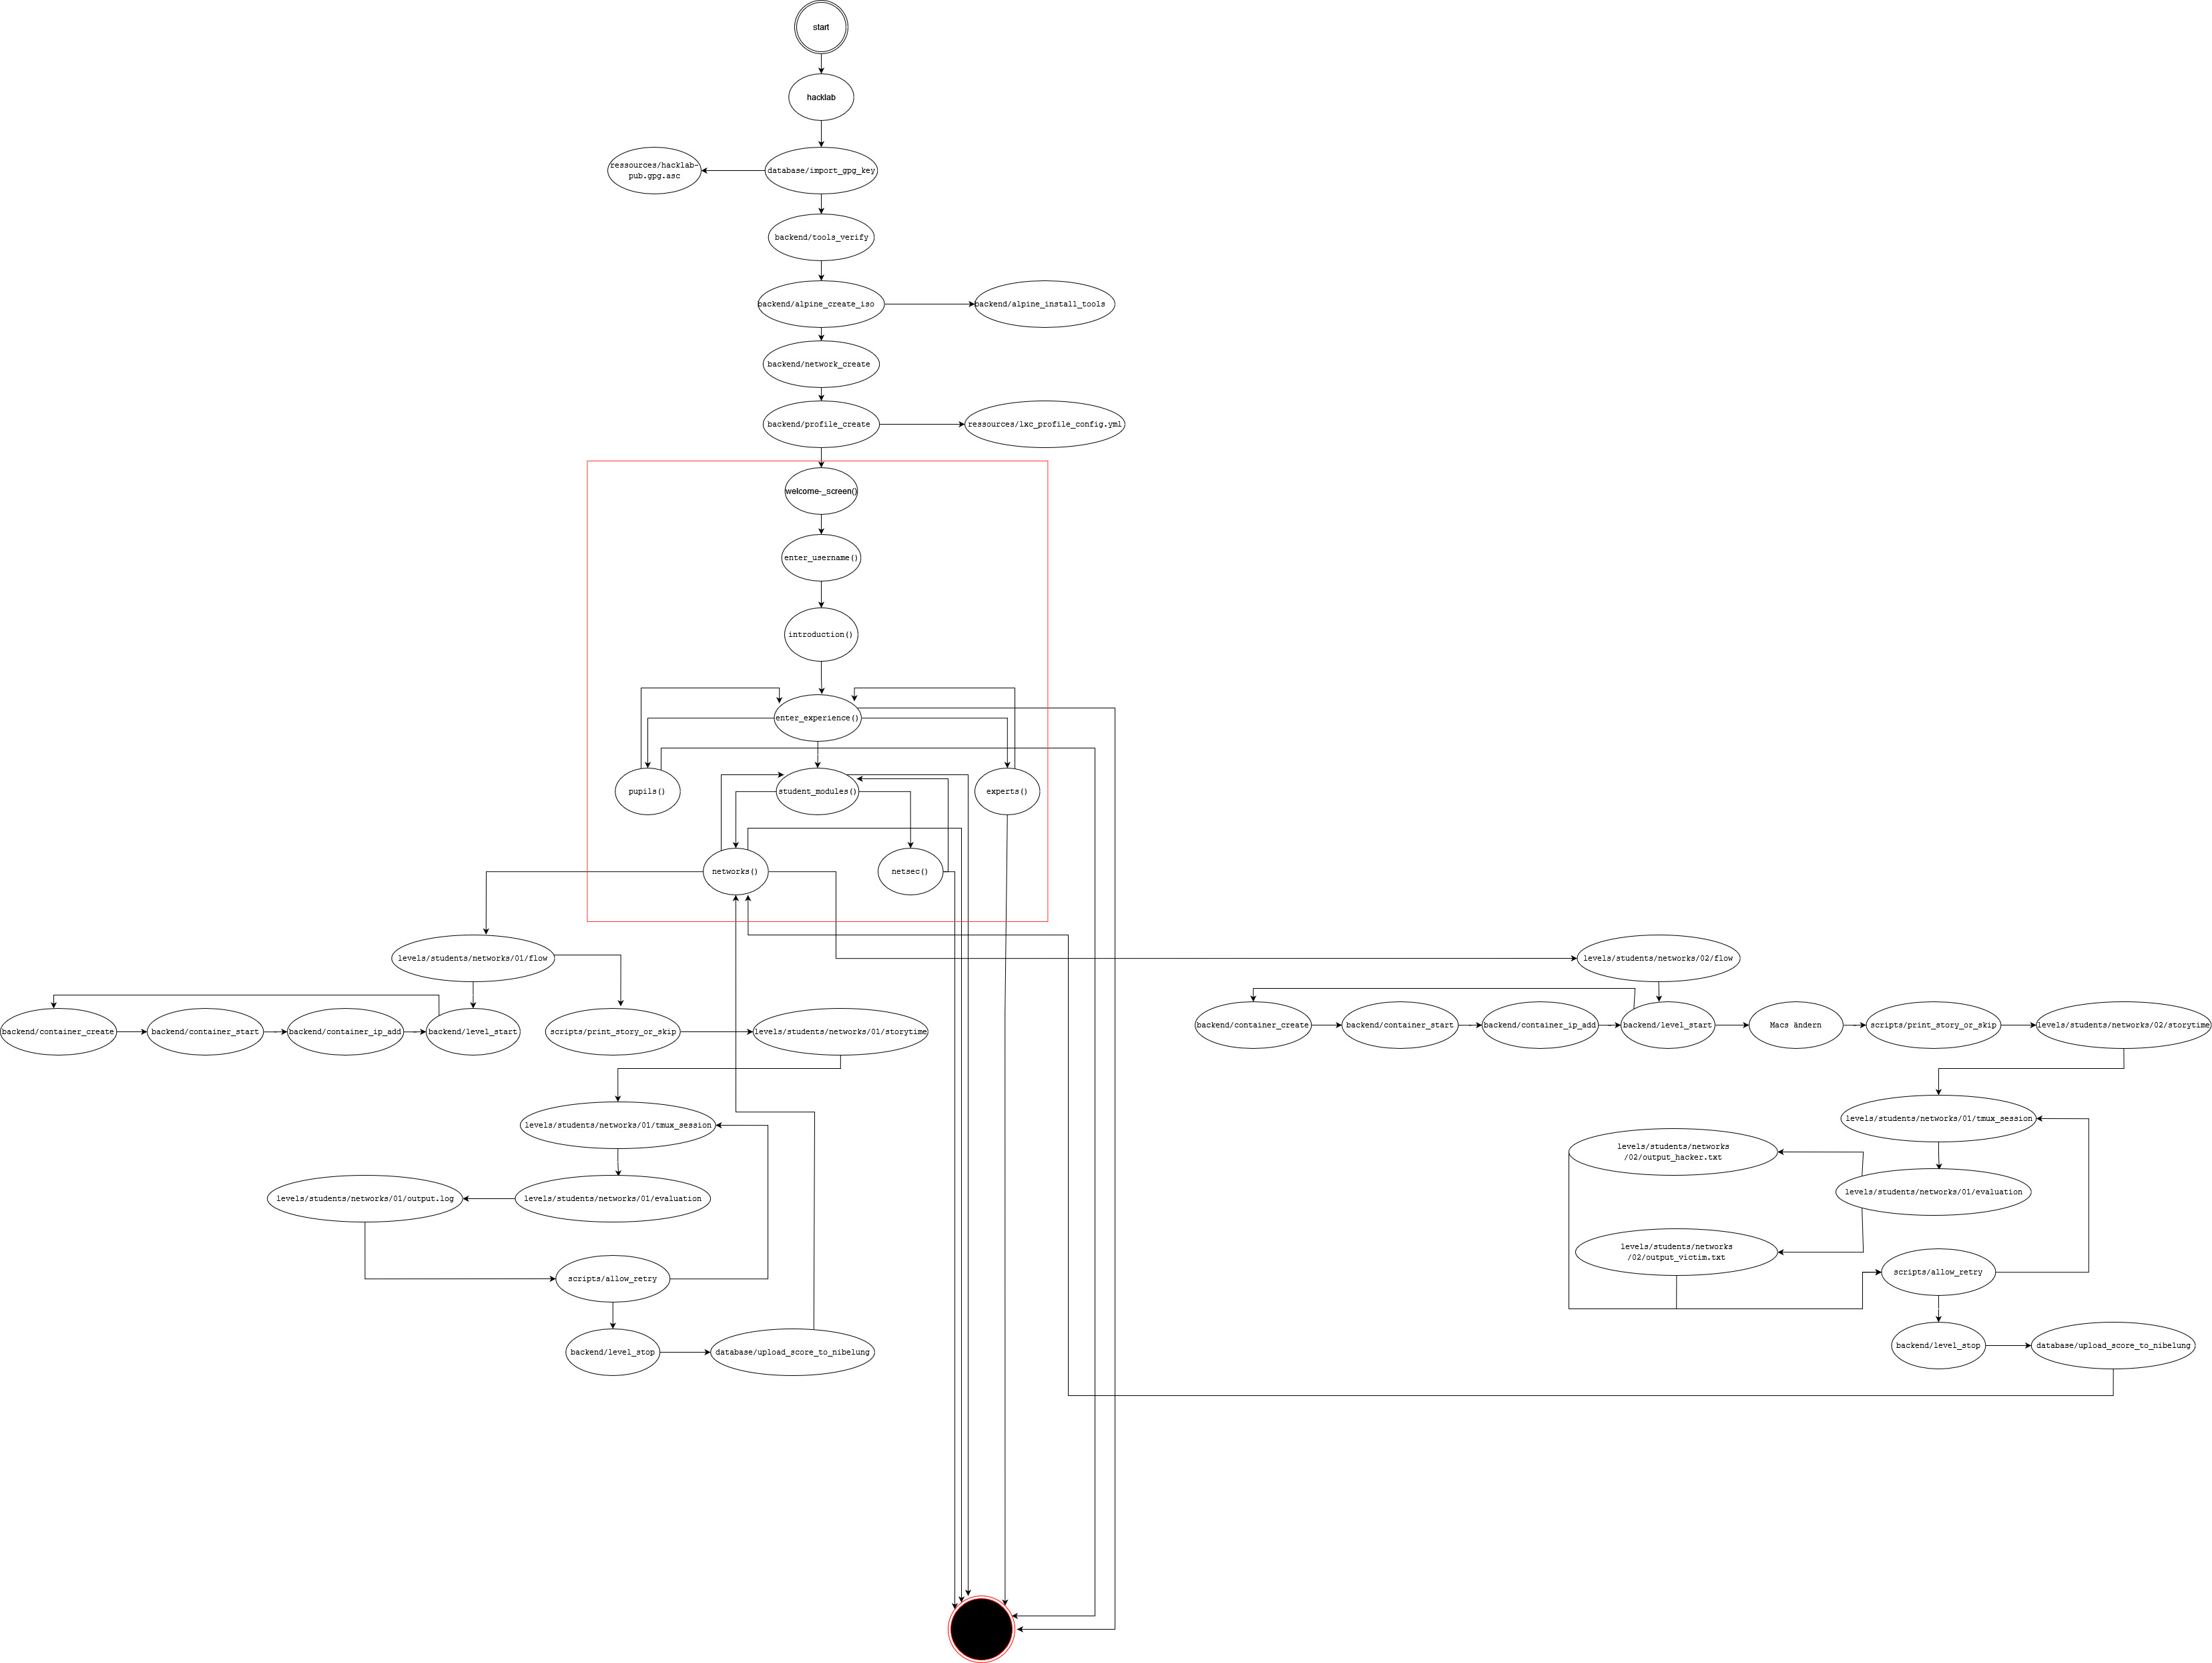 start
hacklab
ressources/hacklab-
pub.gpg.asc
database/import_gpg_key
backend/tools_verify
backend/alpine_create_iso
backend/alpine_install_tools
backend/network_create
backend/profile_create
ressources/lxc_profile_config.yml
welcome-_screen()
enter_username()
introduction()
enter_experience()
pupils()
student_modules()
experts()
networks()
netsec()
levels/students/networks/01/flow
levels/students/networks/02/flow
backend/container_create
backend/container_start
backend/container_ip_add
backend/level_start
scripts/print_story_or_skip
levels/students/networks/01/storytime
backend/container_create
backend/container_start
backend/container_ip_add
backend/level_start
Macs ändern
scripts/print_story_or_skip
levels/students/networks/02/storytime
levels/students/networks/01/tmux_session
levels/students/networks/01/tmux_session
levels/students/networks
/02/output_hacker.txt
levels/students/networks/01/output.log
levels/students/networks/01/evaluation
levels/students/networks/01/evaluation
levels/students/networks
/02/output_victim.txt
scripts/allow_retry
scripts/allow_retry
backend/level_stop
database/upload_score_to_nibelung
backend/level_stop
database/upload_score_to_nibelung